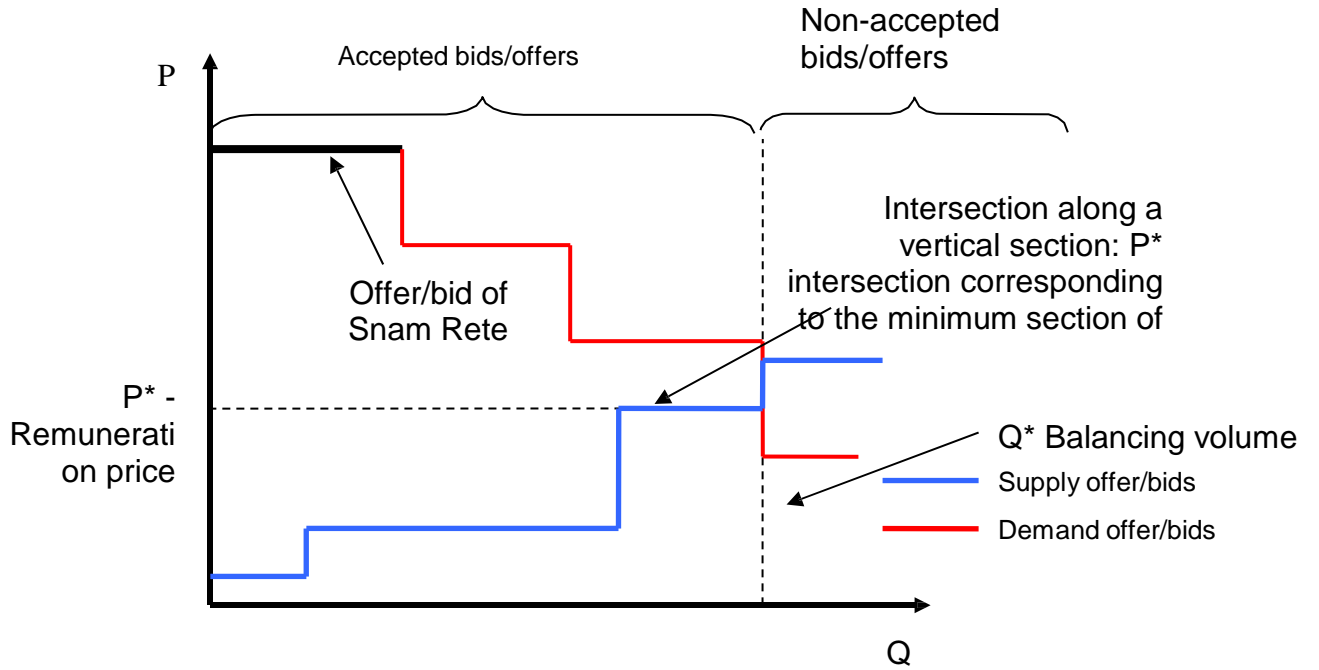 Non-accepted
bids/offers
Accepted bids/offers
P
Intersection along a
vertical section: P*
intersection corresponding
to the minimum section of
Offer/bid of
Snam Rete
P* -
Remunerati
on price
Q* Balancing volume
Supply offer/bids
Demand offer/bids
Q